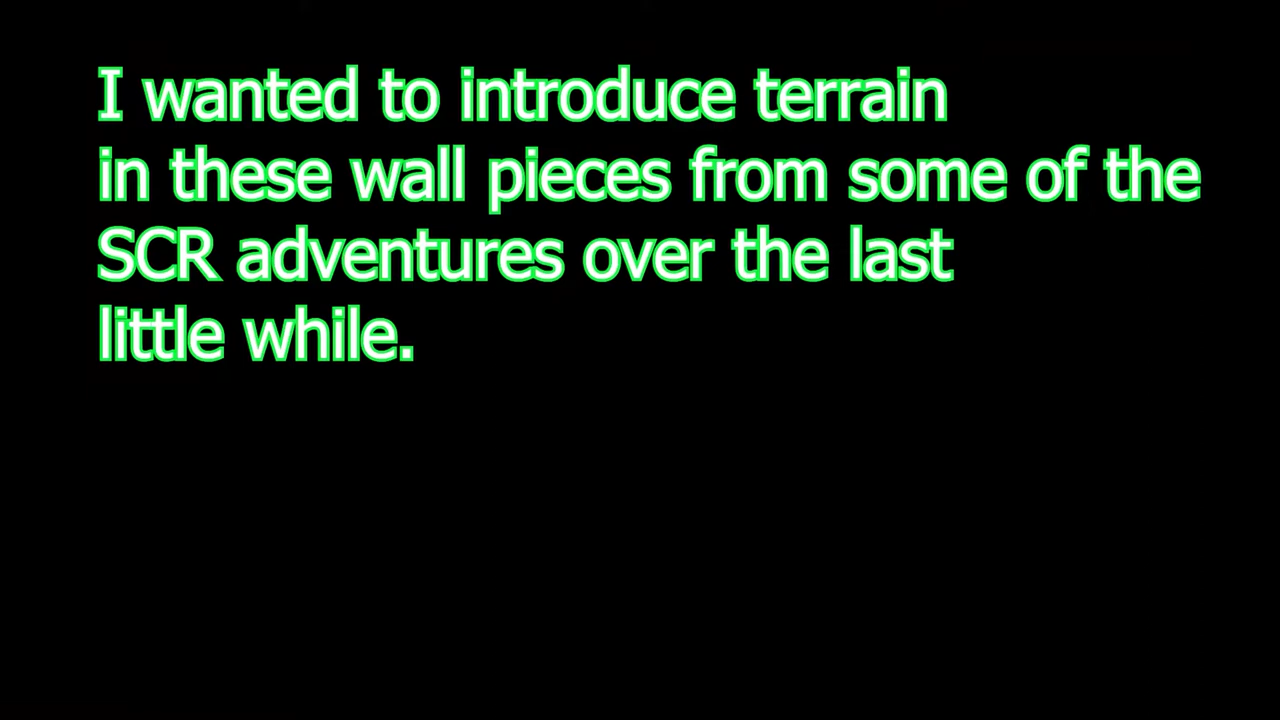 I wanted to introduce terrain
in these wall pieces from some of the
SCR adventures over the last
little while.